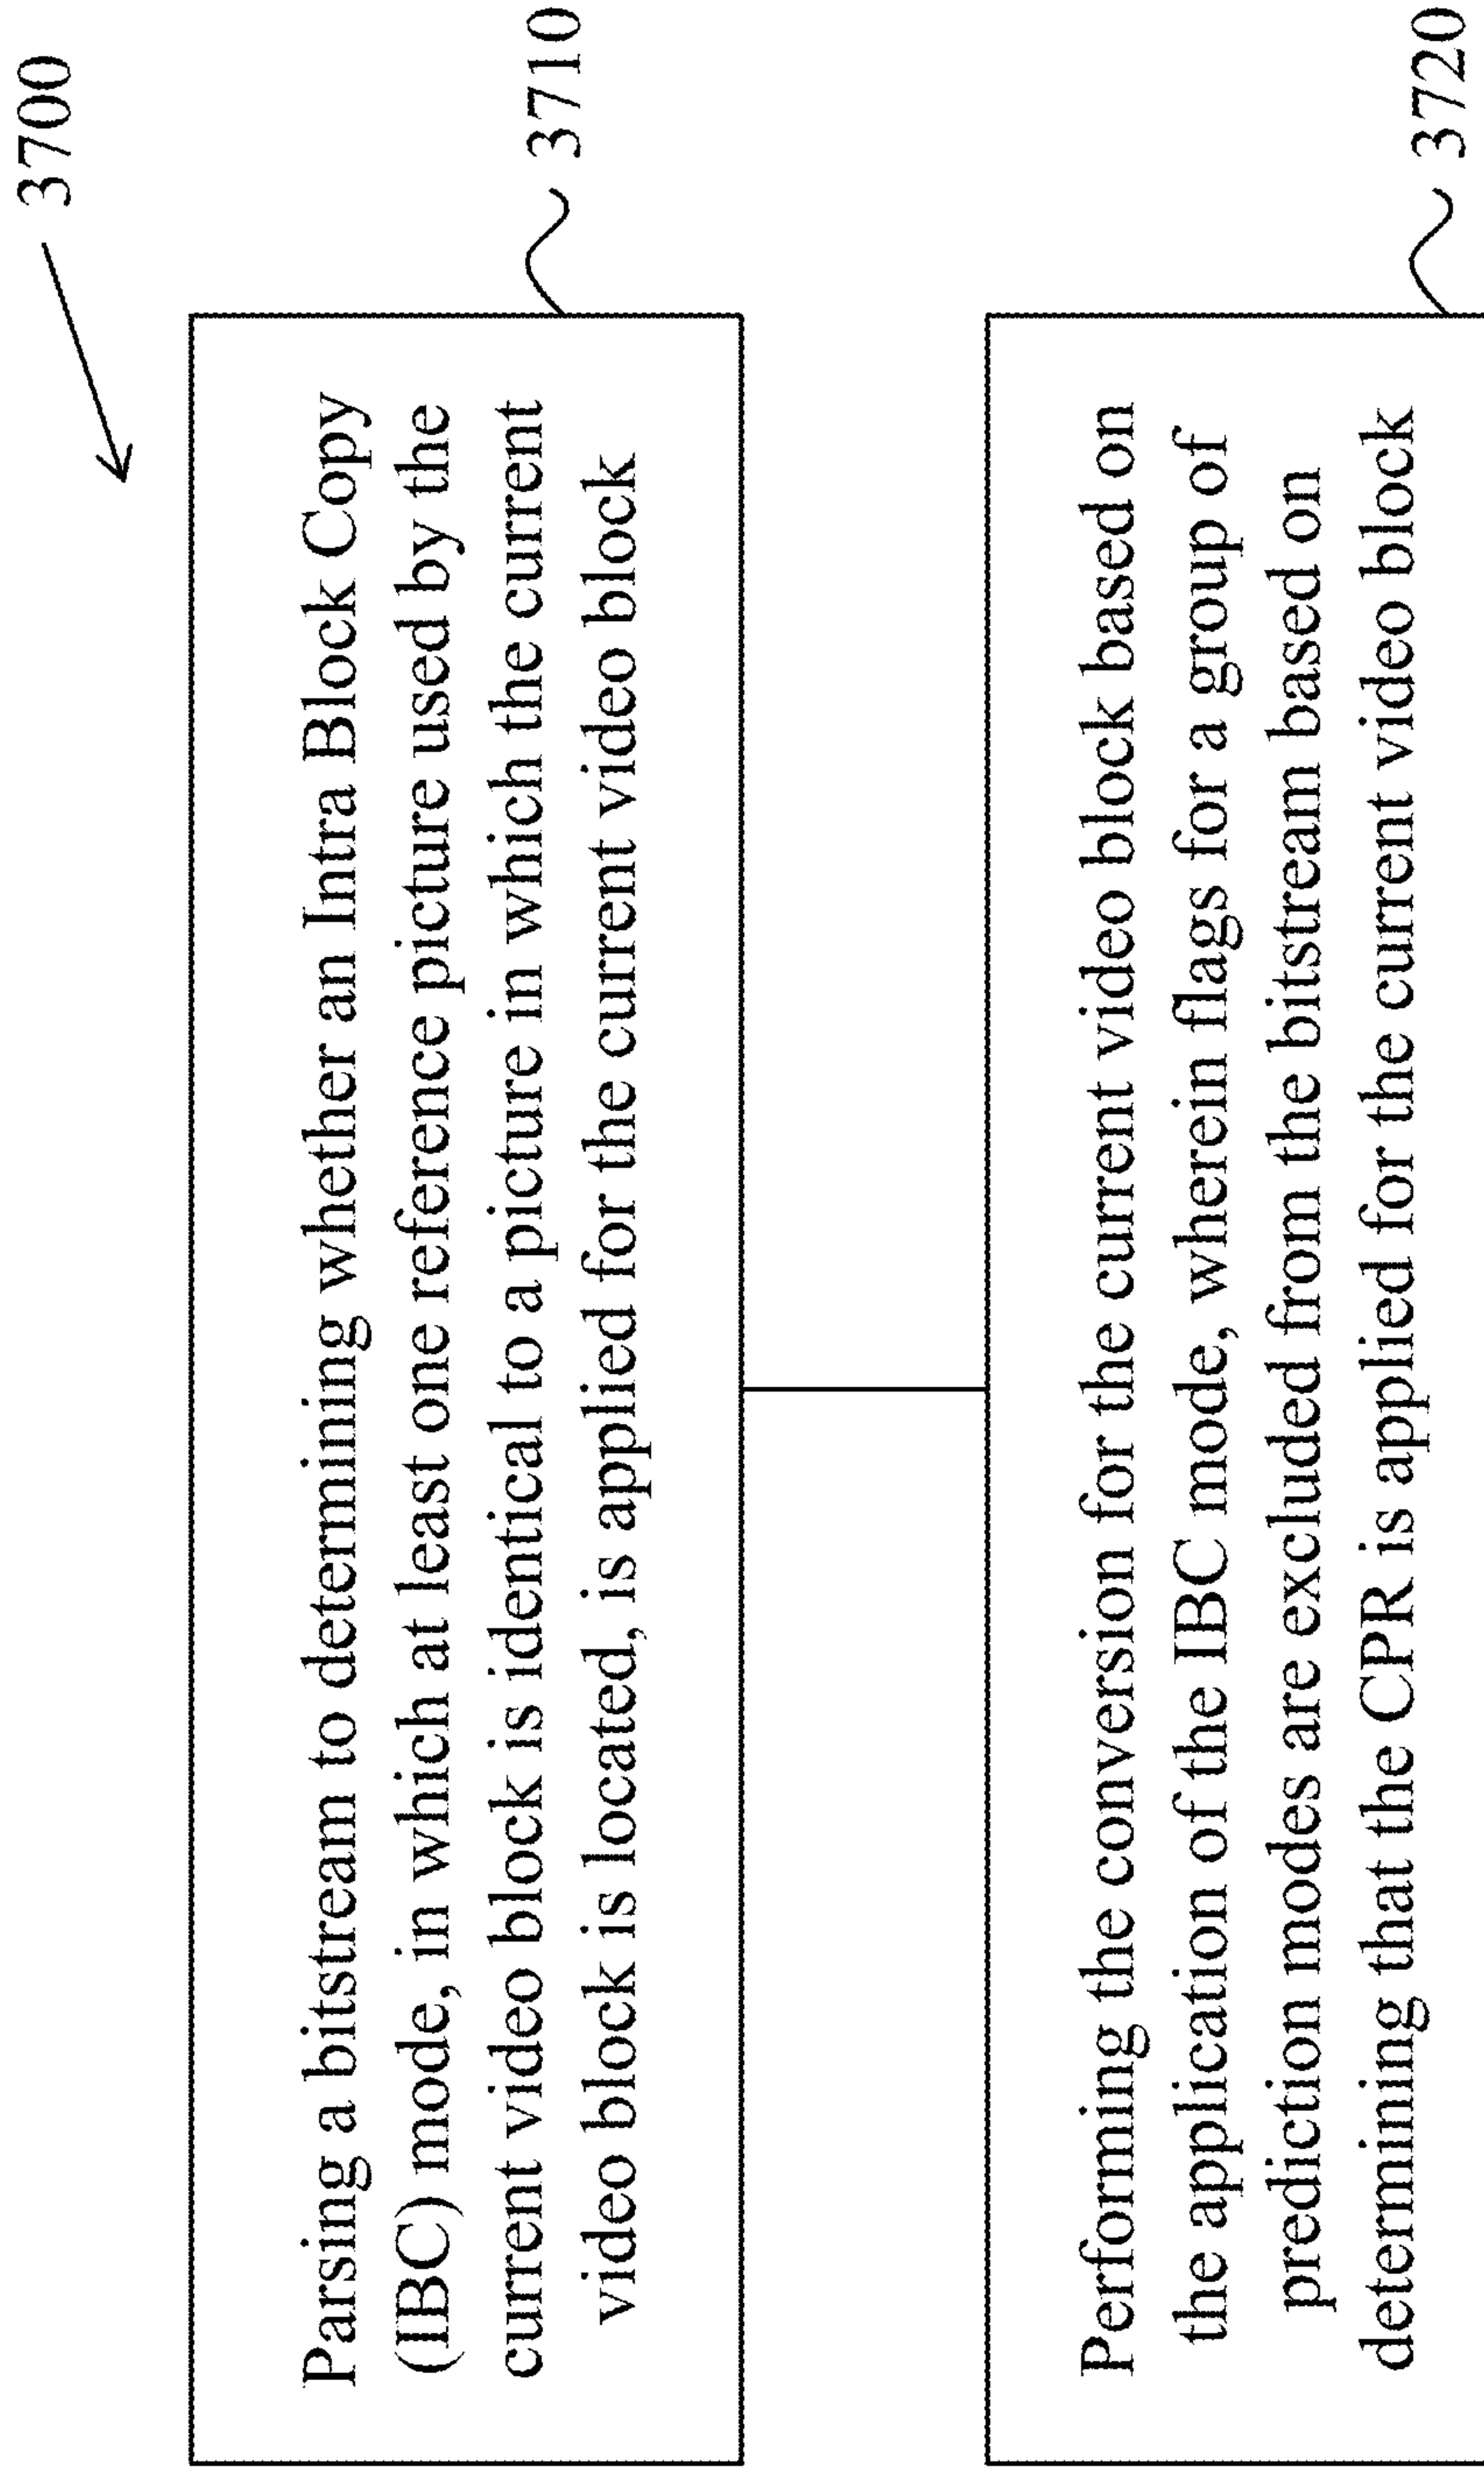 3700
Parsing a bitstream to determining whether an Intra Block Copy
(IBC) mode, in which at least one reference picture used by the
current video block is identical to a picture in which the current
video block is located, is applied for the current video block
3710
Performing the conversion for the current video block based on
the application of the IBC mode, wherein flags for a group of
prediction modes are excluded from the bitstream based on
determining that the CPR is applied for the current video block
3720